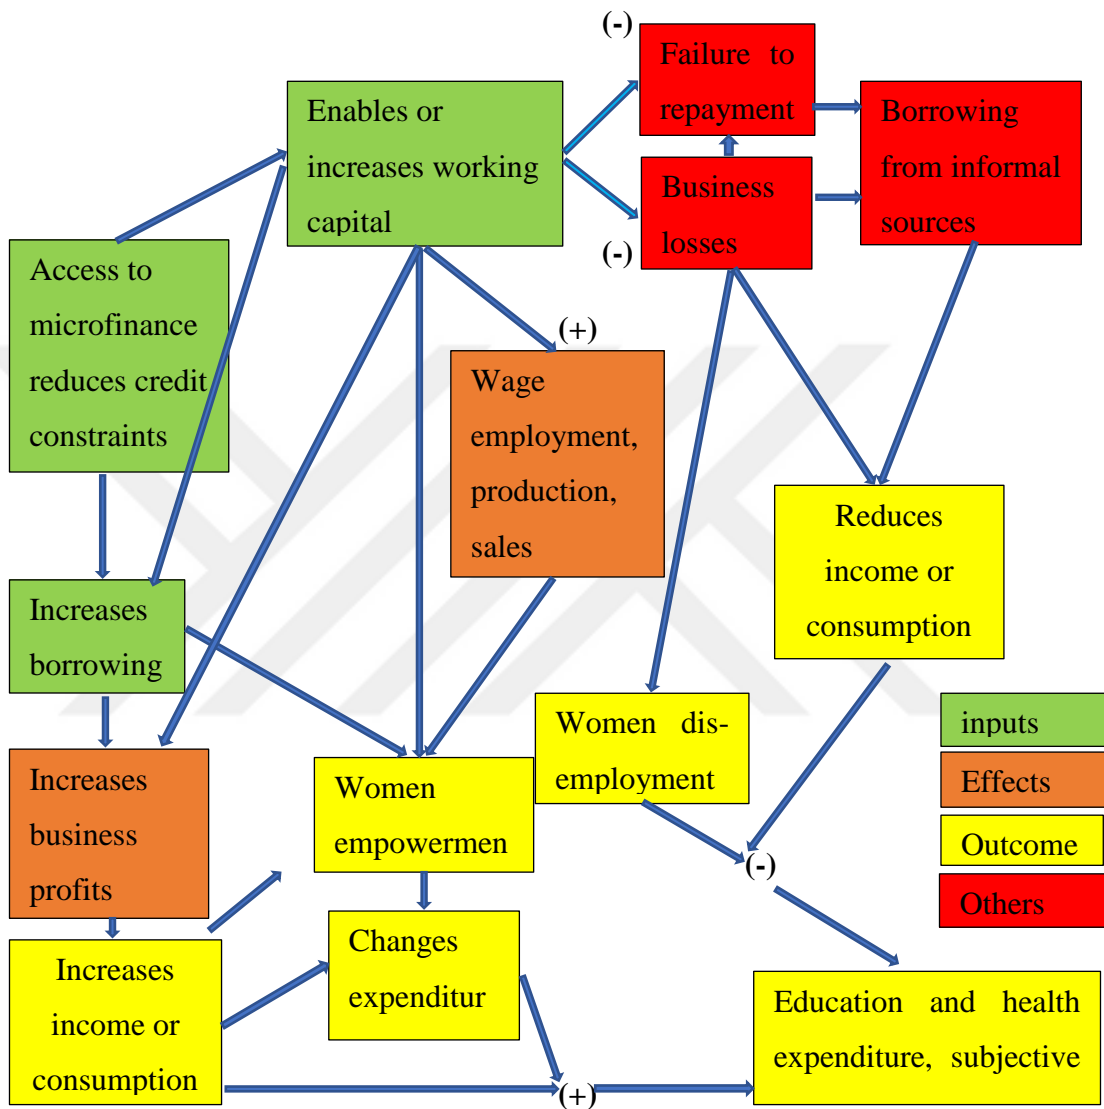 (-)
Failure to
repayment
Enables or
increases working
capital
Borrowing
from informal
sources
Business
losses
(-)
Access to
microfinance
reduces credit
constraints
(+)
Wage
employment,
production,
sales
Reduces
income or
consumption
Increases
borrowing
Women dis-
employment
inputs
Effects
Outcome
Others
Increases
business
profits
Women
empowermen
(-)
Changes
expenditur
Increases
income or
consumption
Education and health
expenditure, subjective
(+)